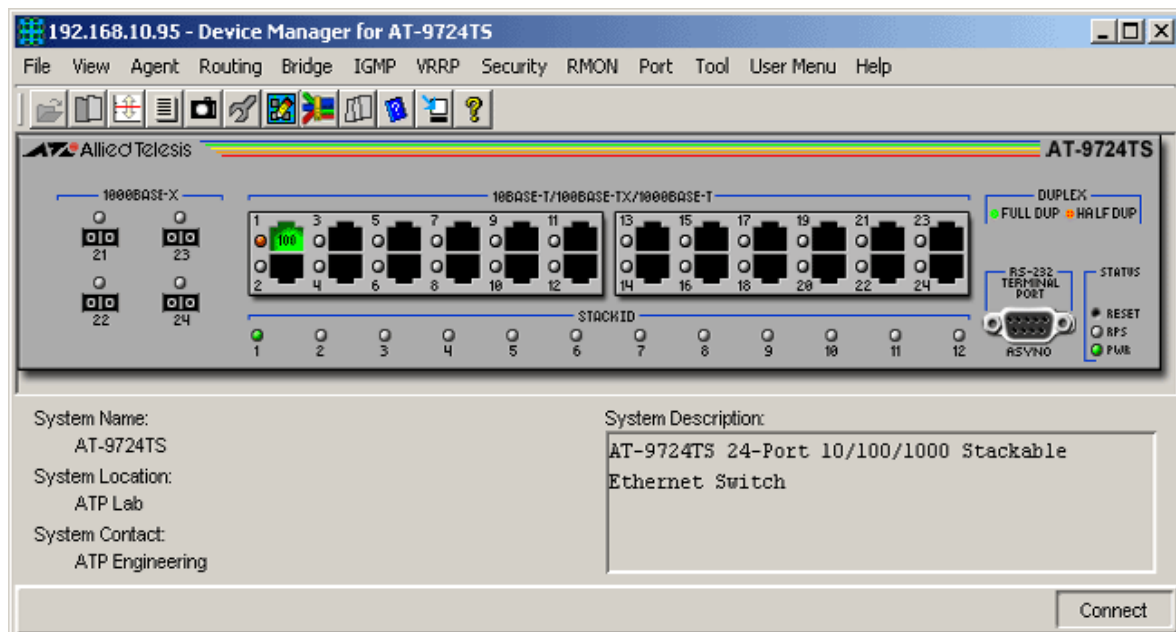 192.168.10.95 - Device Manager for AT-9724TS
File View Agent Routing Bridge IGMP VRRP Security RMON Port Tool User Menu Help
Allied Telesis
AT-9724TS
1000BASE-X
10BASE-T/100BASE-TX/1000BASE-T
DUPLEX
FULL DUP HALF DUP
1 3 5 7 9 11 13 15 17 19 21 23
100
21 23
2 4 6 8 10 12 14 16 18 20 22 24
22 24
RS-232
TERMINAL
PORT
ASYNO
STATUS
RESET
RPS
PWR
STACKID
1 2 3 4 5 6 7 8 9 10 11 12
System Name:
AT-9724TS
System Location:
ATP Lab
System Contact:
ATP Engineering
System Description:
AT-9724TS 24-Port 10/100/1000 Stackable
Ethernet Switch
Connect